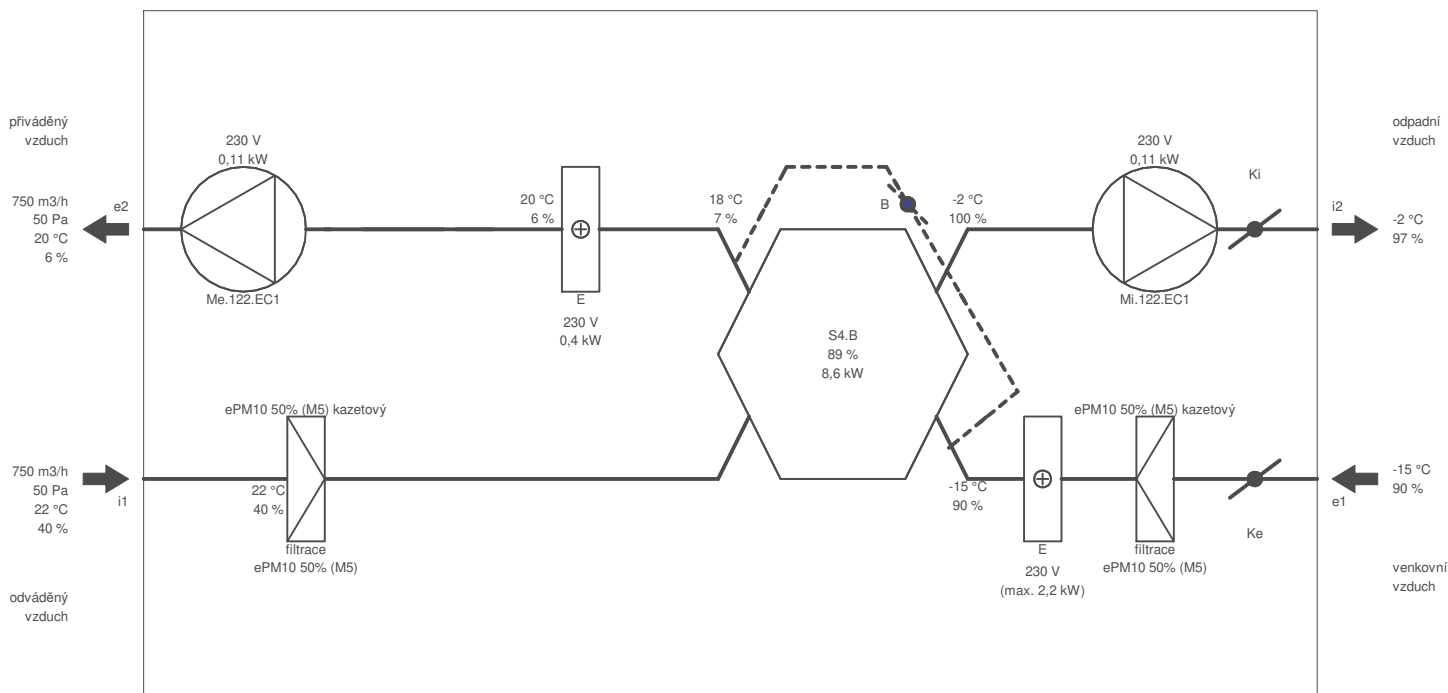 přiváděný
vzduch
750 m3/h
50 Pa
20 °C
6 %
e2
230 V
0,11 kW
Me.122.EC1
20 °C
6 %
E
230 V
0,4 kW
18 °C
7 %
B
-2 °C
100 %
230 V
0,11 kW
Mi.122.EC1
Ki
i2
odpadní
vzduch
-2 °C
97 %
S4.B
89 %
8,6 kW
750 m3/h
50 Pa
22 °C
40 %
i1
odváděný
vzduch
ePM10 50% (M5) kazetový
22 °C
40 %
filtrace
ePM10 50% (M5)
-15 °C
90 %
E
230 V
(max. 2,2 kW)
ePM10 50% (M5) kazetový
filtrace
ePM10 50% (M5)
Ke
e1
-15 °C
90 %
venkovní
vzduch